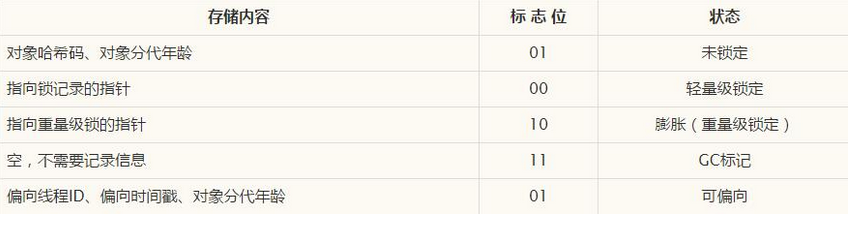 存储内容 标 志 位 状态
对象哈希码、对象分代年龄 01 未锁定
指向锁记录的指针 00 轻量级锁定
指向重量级锁的指针 10 膨胀（重量级锁定）
空，不需要记录信息 11 GC标记
偏向线程ID、偏向时间戳、对象分代年龄 01 可偏向